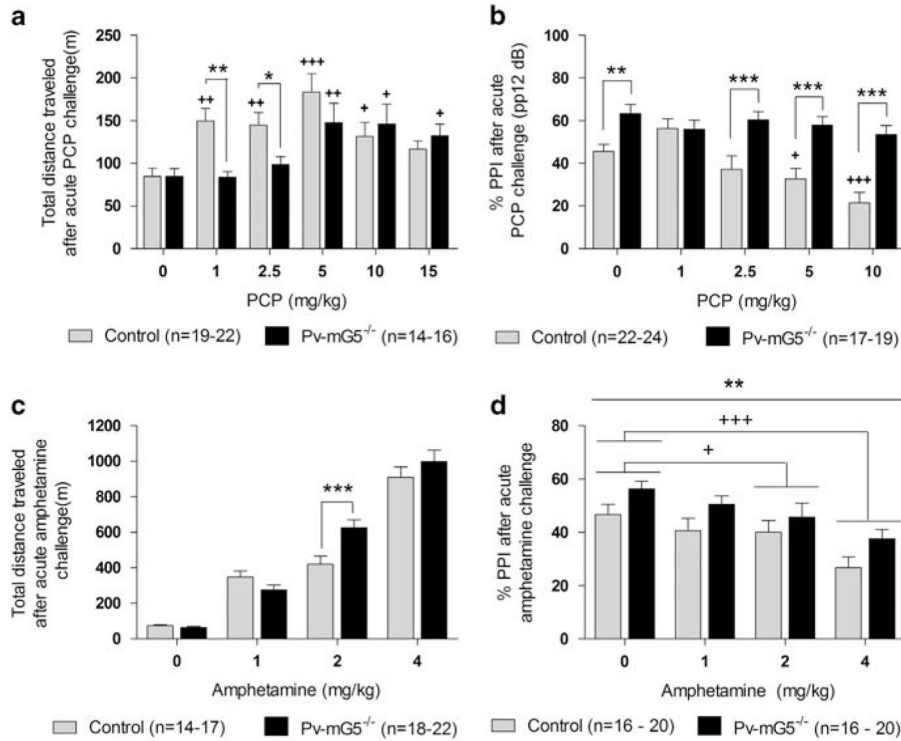 a
Total distance traveled
after acute PCP challenge(m)
250
200
150
100
50
0
++
**
++
*
+++
++
+
+
+
0 1 2.5 5 10 15
PCP (mg/kg)
Control (n=19-22) Pv-mG5-/- (n=14-16)
b
% PPI after acute
PCP challenge (pp12 dB)
100
80
60
40
20
0
**
***
***
***
+
+++
0 1 2.5 5 10
PCP (mg/kg)
Control (n=22-24) Pv-mG5-/- (n=17-19)
c
Total distance traveled
after acute amphetamine
challenge(m)
1200
1000
800
600
400
200
0
***
0 1 2 4
Amphetamine (mg/kg)
Control (n=14-17) Pv-mG5-/- (n=18-22)
d
% PPI after acute
amphetamine challenge
80
60
40
20
0
**
+++
+
0 1 2 4
Amphetamine (mg/kg)
Control (n=16 - 20) Pv-mG5-/- (n=16 - 20)